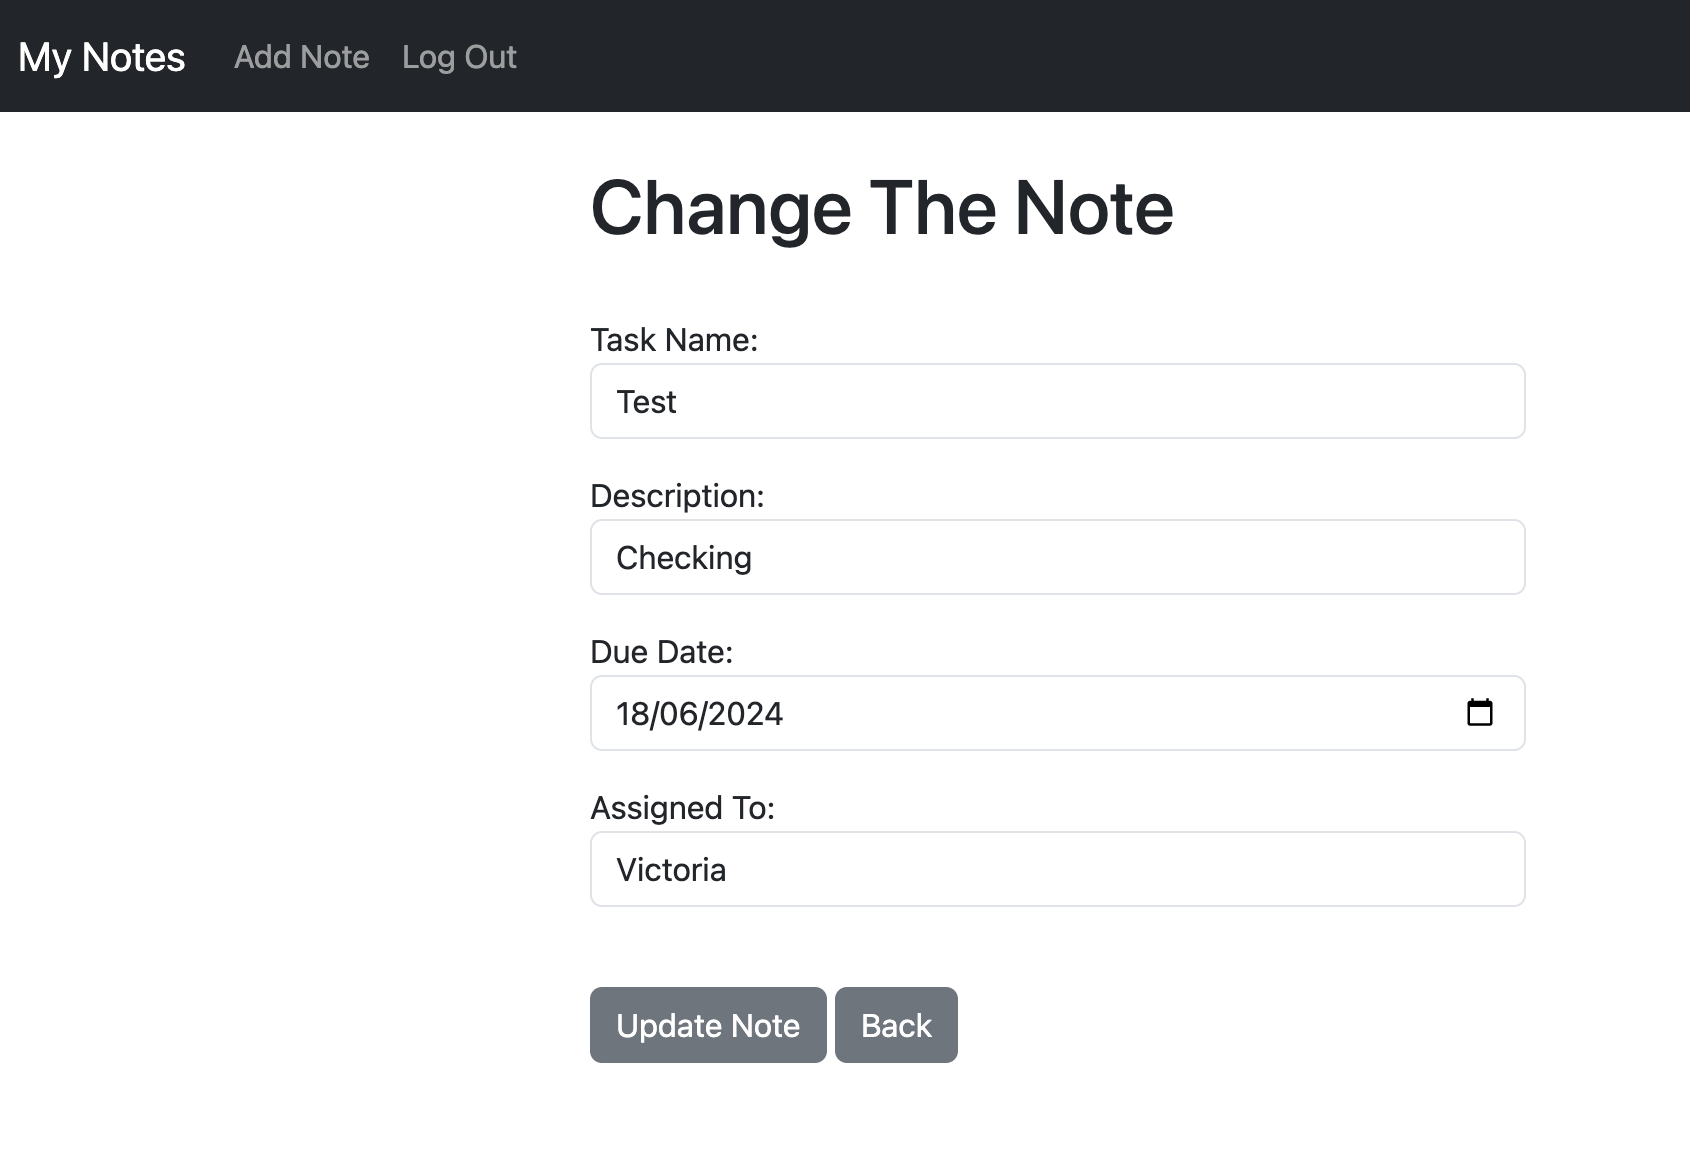 My Notes Add Note Log Out
Change The Note
Task Name:
Test
Description:
Checking
Due Date:
18/06/2024
Assigned To:
Victoria
Update Note Back